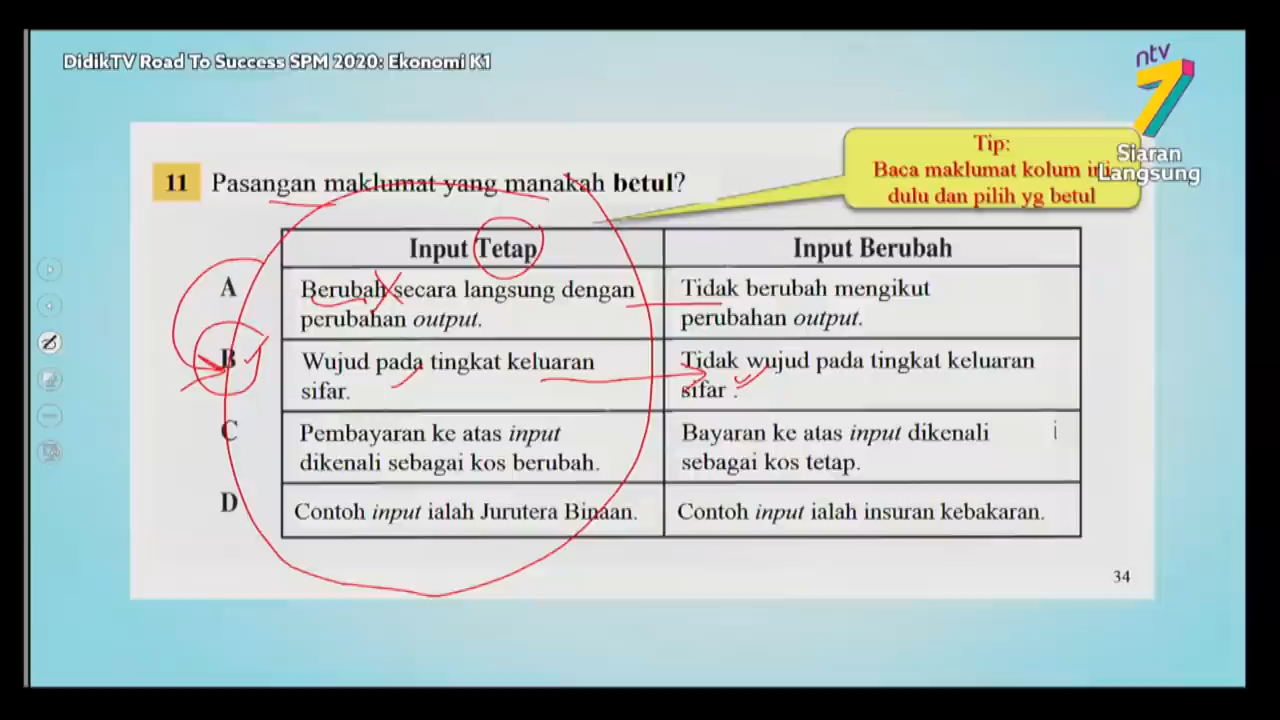 DidikTV Road To Success SPM 2020: Ekonomi K1
ntv
7
Siaran
Langsung
Tip:
Baca maklumat kolum ini
dulu dan pilih yg betul
11 Pasangan maklumat yang manakah betul?
Input Tetap Input Berubah
A Berubah secara langsung dengan Tidak berubah mengikut
perubahan output. perubahan output.
B Wujud pada tingkat keluaran Tidak wujud pada tingkat keluaran
sifar. sifar .
C Pembayaran ke atas input Bayaran ke atas input dikenali
dikenali sebagai kos berubah. sebagai kos tetap.
D Contoh input ialah Jurutera Binaan. Contoh input ialah insuran kebakaran.
34